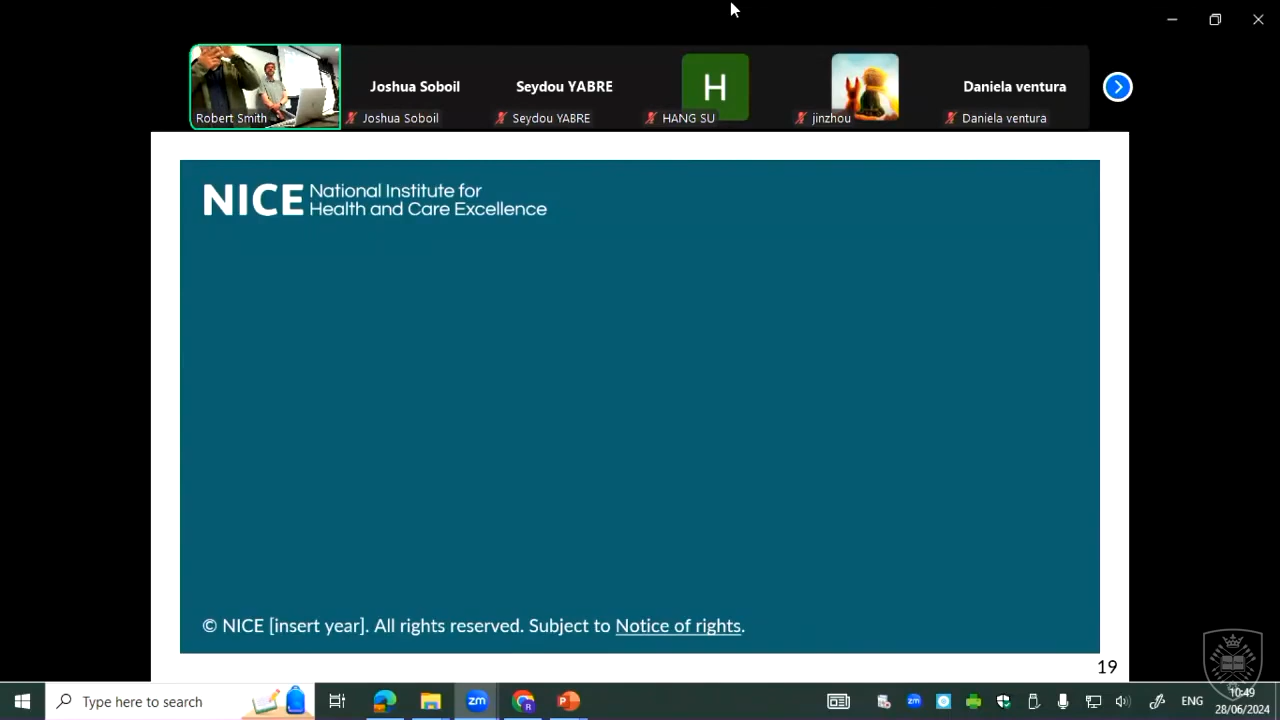 Joshua Soboil
Seydou YABRE
H
Daniela ventura
Robert Smith
Joshua Soboil
Seydou YABRE
HANG SU
jinzhou
Daniela ventura
NICE National Institute for
Health and Care Excellence
© NICE [insert year]. All rights reserved. Subject to Notice of rights.
19
Type here to search
zm
R
P
zm
ENG
10:49
28/06/2024